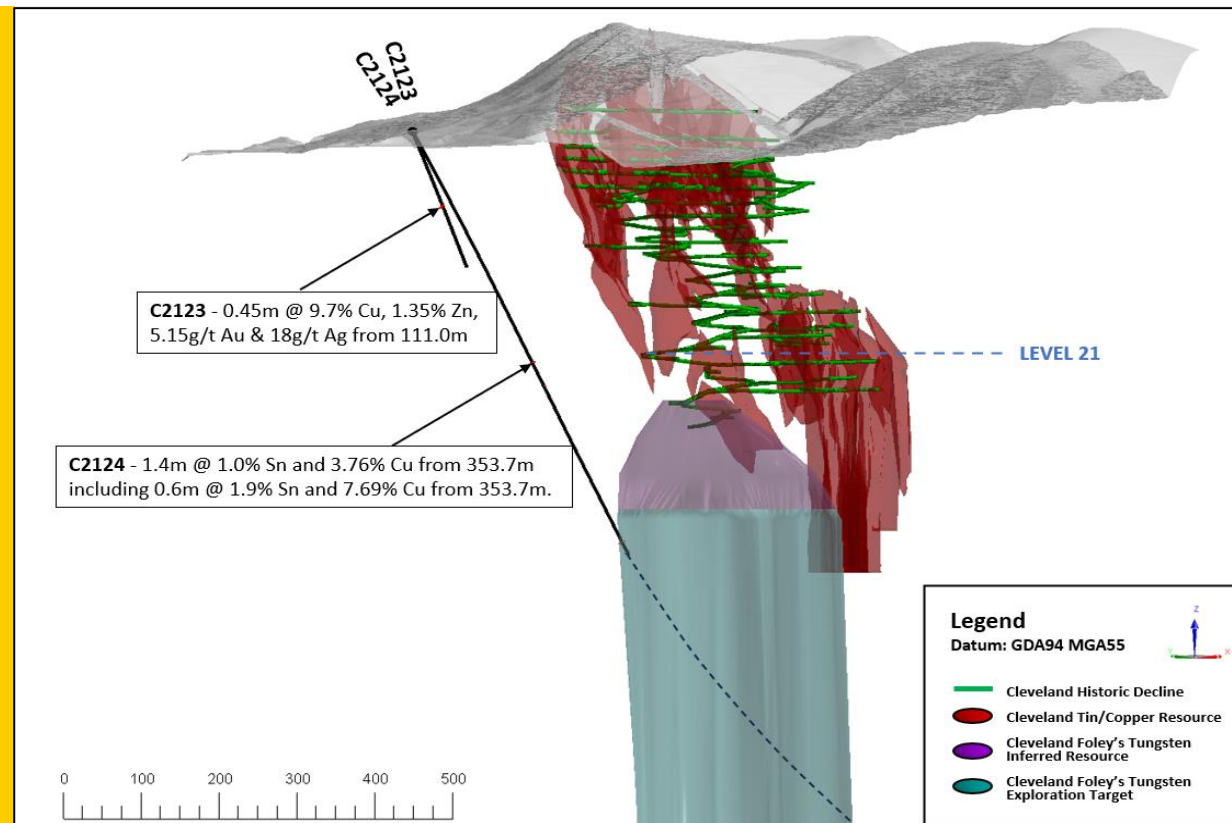 C2123
C2124
C2123 - 0.45m @ 9.7% Cu, 1.35% Zn,
5.15g/t Au & 18g/t Ag from 111.0m
LEVEL 21
C2124 - 1.4m @ 1.0% Sn and 3.76% Cu from 353.7m
including 0.6m @ 1.9% Sn and 7.69% Cu from 353.7m.
0 100 200 300 400 500
Legend
Datum: GDA94 MGA55
Z
Y
X
Cleveland Historic Decline
Cleveland Tin/Copper Resource
Cleveland Foley's Tungsten
Inferred Resource
Cleveland Foley's Tungsten
Exploration Target